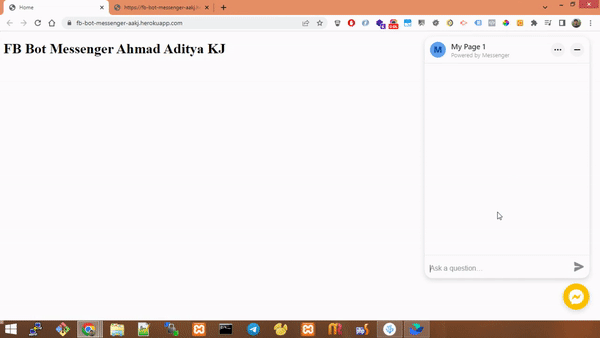 Home
https://fb-bot-messenger-aakj.h
fb-bot-messenger-aakj.herokuapp.com
FB Bot Messenger Ahmad Aditya KJ
M
My Page 1
Powered by Messenger
Ask a question...